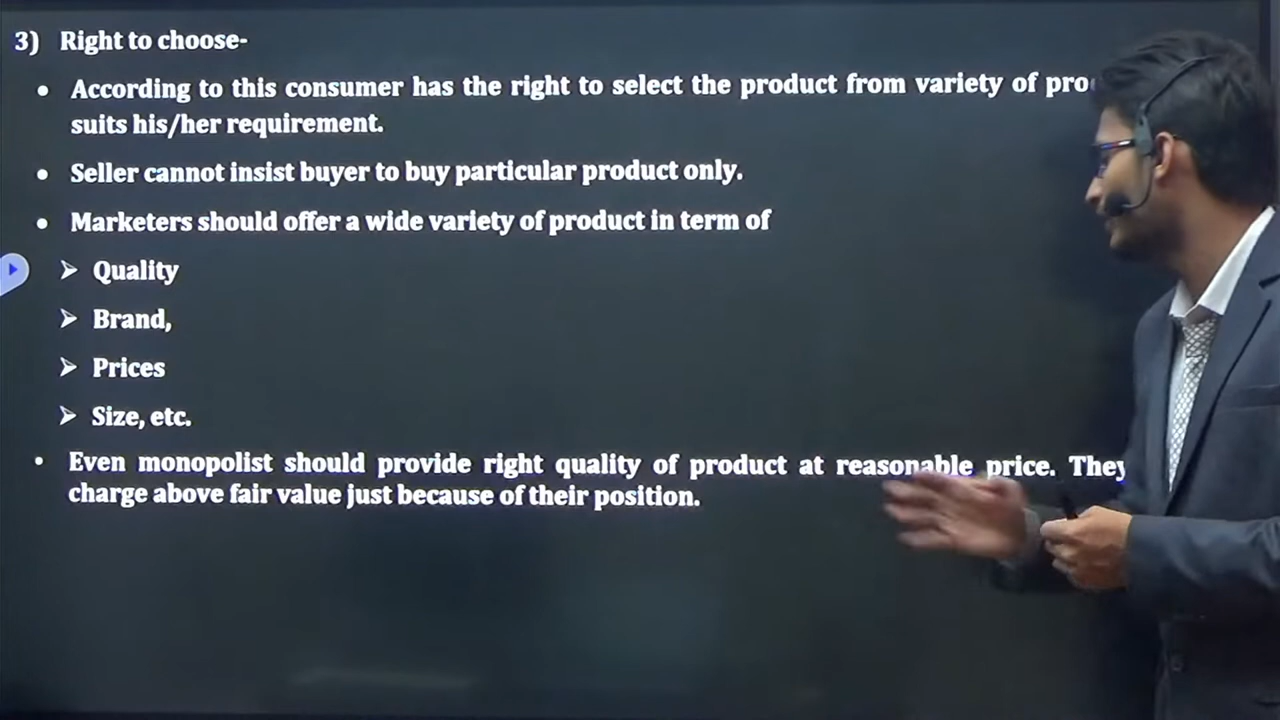 3) Right to choose-
• According to this consumer has the right to select the product from variety of
suits his/her requirement.
• Seller cannot insist buyer to buy particular product only.
• Marketers should offer a wide variety of product in term of
➢ Quality
➢ Brand,
➢ Prices
➢ Size, etc.
• Even monopolist should provide right quality of product at reasonable price. They
charge above fair value just because of their position.